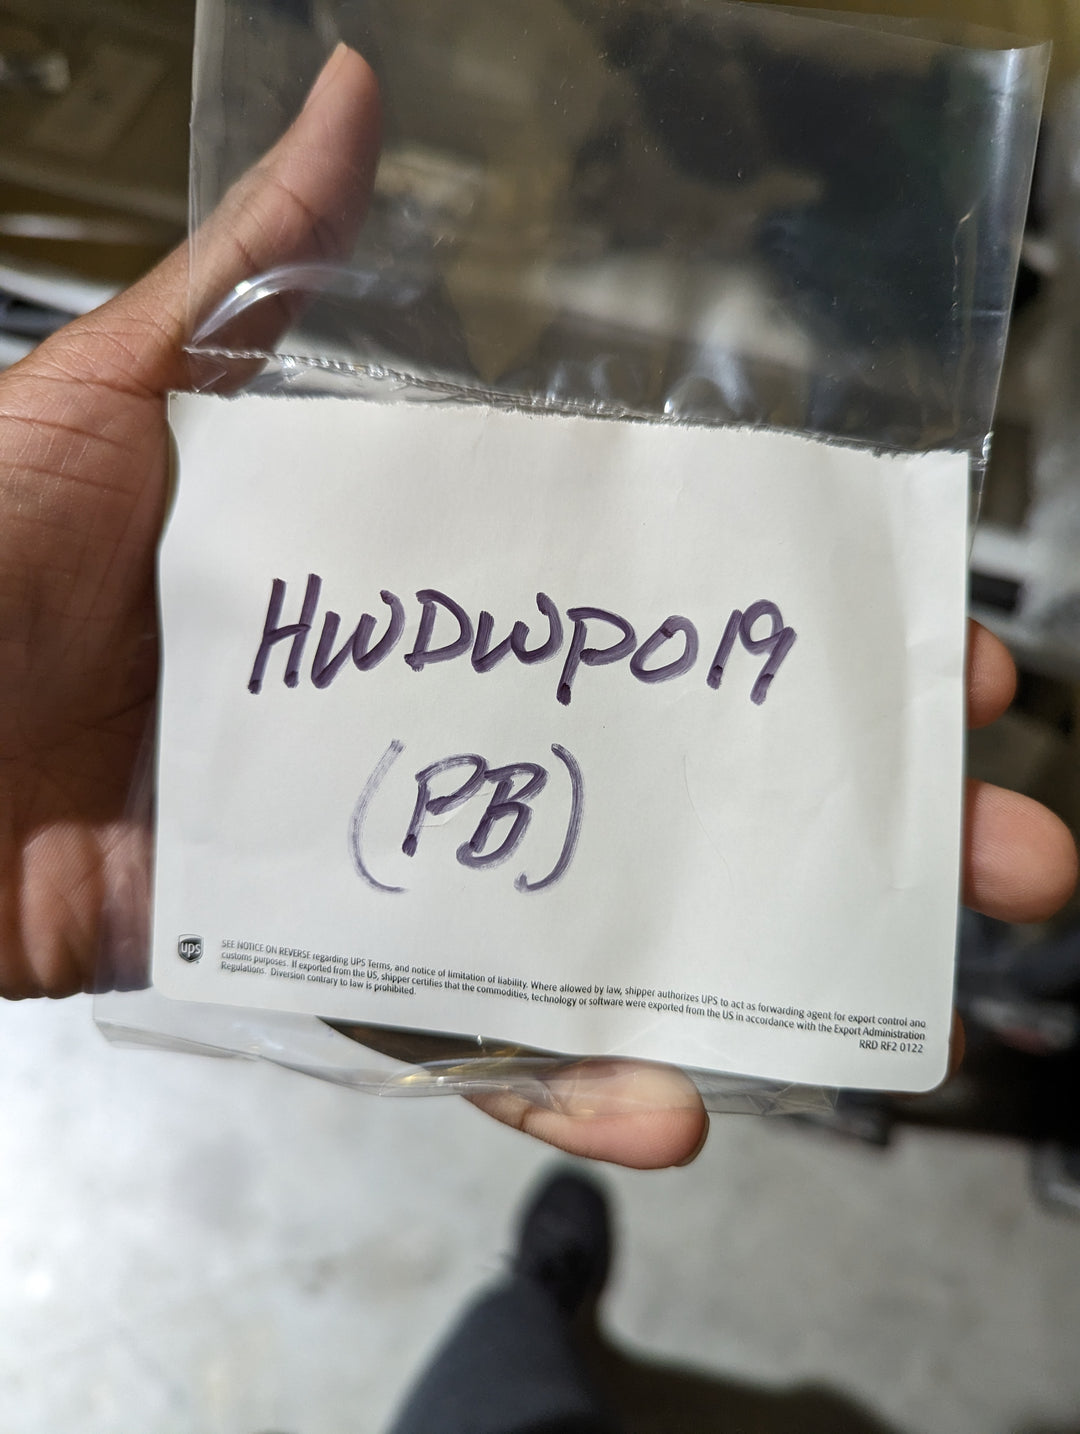 HWDWP019
(PB)
ups
SEE NOTICE ON REVERSE regarding UPS Terms, and notice of limitation of liability. Where allowed by law, shipper authorizes UPS to act as forwarding agent for export control and
customs purposes. If exported from the US, shipper certifies that the commodities, technology or software were exported from the US in accordance with the Export Administration
Regulations. Diversion contrary to law is prohibited.
RRD RF2 0122